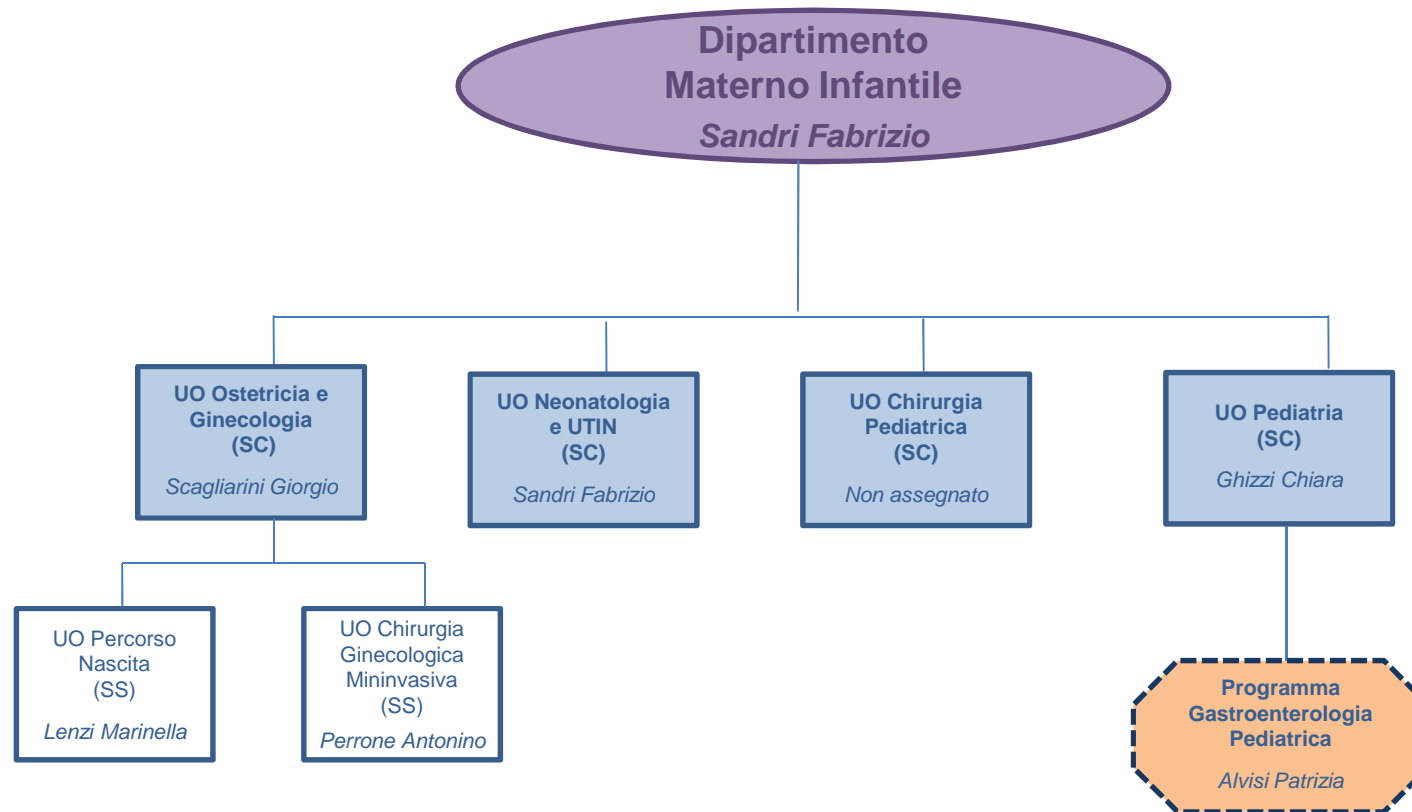 Dipartimento
Materno Infantile
Sandri Fabrizio
UO Ostetricia e
Ginecologia
(SC)
Scagliarini Giorgio
UO Neonatologia
e UTIN
(SC)
Sandri Fabrizio
UO Chirurgia
Pediatrica
(SC)
Non assegnato
UO Pediatria
(SC)
Ghizzi Chiara
UO Percorso
Nascita
(SS)
Lenzi Marinella
UO Chirurgia
Ginecologica
Mininvasiva
(SS)
Perrone Antonino
Programma
Gastroenterologia
Pediatrica
Alvisi Patrizia